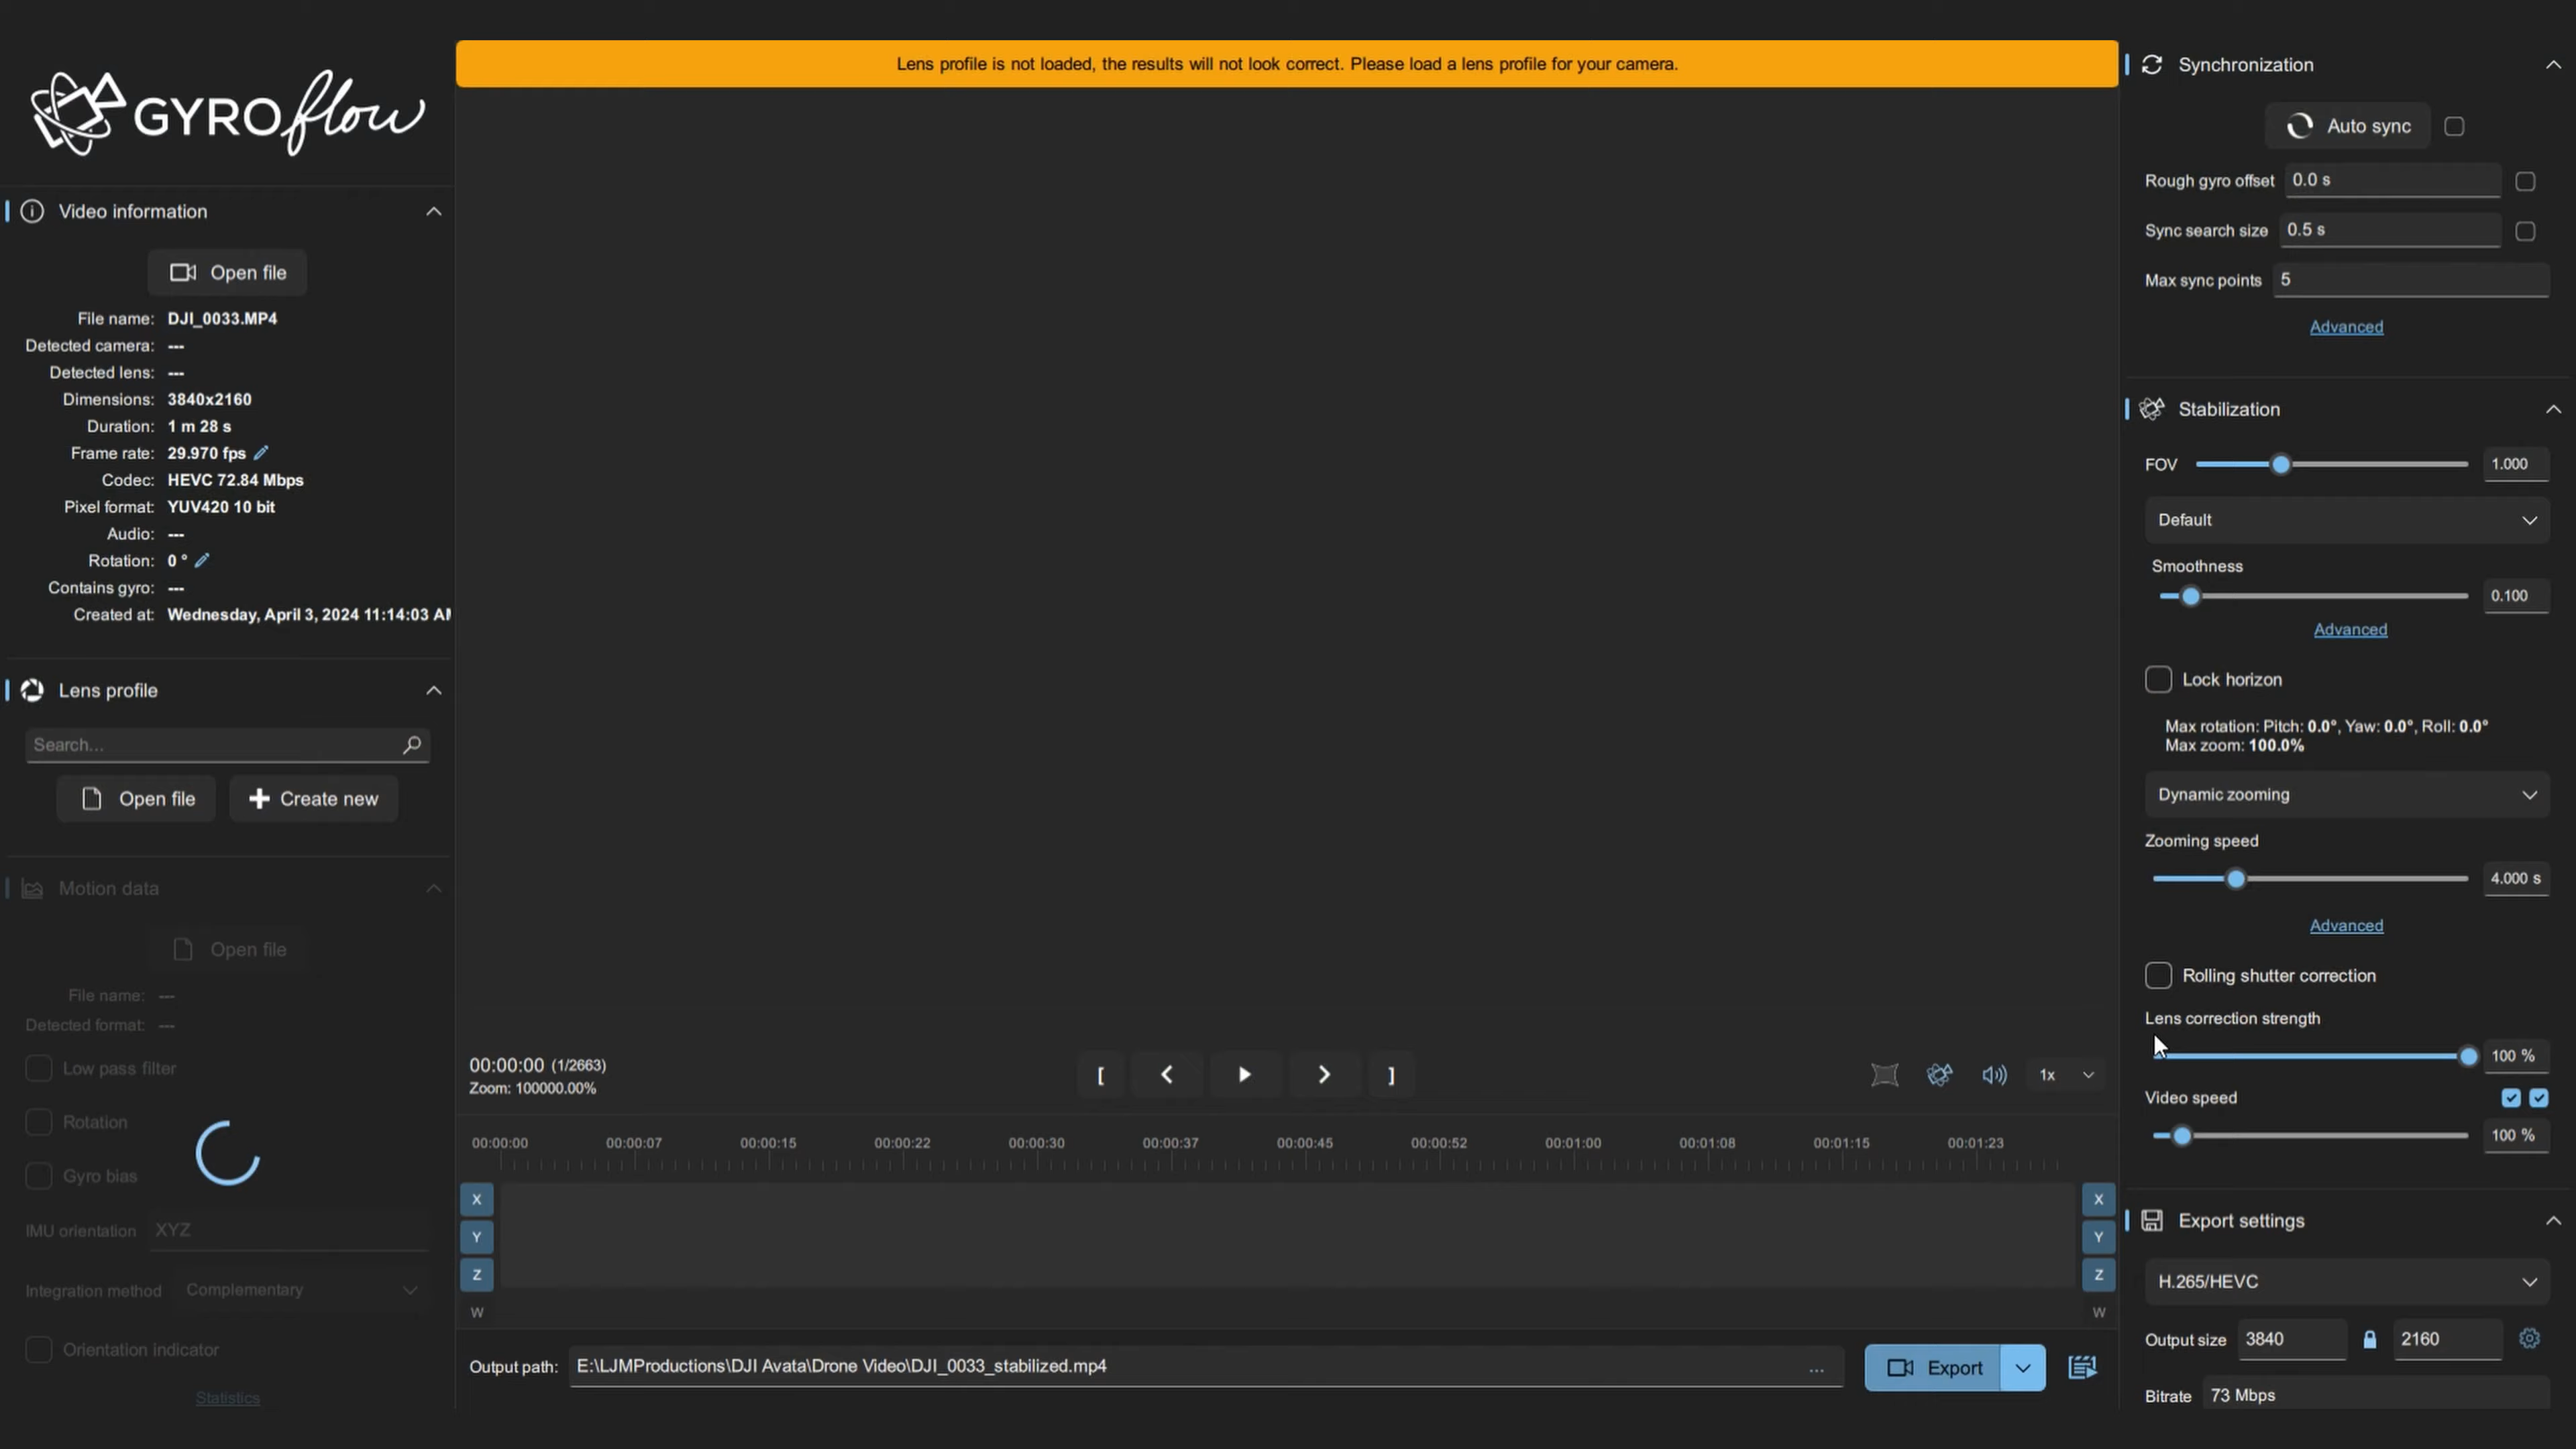 GYROflow
Video information
Open file
File name: DJI_0033.MP4
Detected camera: ---
Detected lens: ---
Dimensions: 3840x2160
Duration: 1 m 28 s
Frame rate: 29.970 fps
Codec: HEVC 72.84 Mbps
Pixel format: YUV420 10 bit
Audio: ---
Rotation: 0 °
Contains gyro: ---
Created at: Wednesday, April 3, 2024 11:14:03 AM
Lens profile
Search...
Open file
Create new
Motion data
Open file
File name: ---
Detected format: ---
Low pass filter
Rotation
Gyro bias
IMU orientation XYZ
Integration method Complementary
Orientation indicator
Statistics
Lens profile is not loaded, the results will not look correct. Please load a lens profile for your camera.
00:00:00 (1/2663)
Zoom: 100000.00%
[ ]
1x
00:00:00 00:00:07 00:00:15 00:00:22 00:00:30 00:00:37 00:00:45 00:00:52 00:01:00 00:01:08 00:01:15 00:01:23
X X
Y Y
Z Z
W W
Output path: E:\LJMProductions\DJI Avata\Drone Video\DJI_0033_stabilized.mp4 ...
Export
Synchronization
Auto sync
Rough gyro offset 0.0 s
Sync search size 0.5 s
Max sync points 5
Advanced
Stabilization
FOV 1.000
Default
Smoothness
0.100
Advanced
Lock horizon
Max rotation: Pitch: 0.0°, Yaw: 0.0°, Roll: 0.0°
Max zoom: 100.0%
Dynamic zooming
Zooming speed
4.000 s
Advanced
Rolling shutter correction
Lens correction strength
100 %
Video speed
100 %
Export settings
H.265/HEVC
Output size 3840 2160
Bitrate 73 Mbps